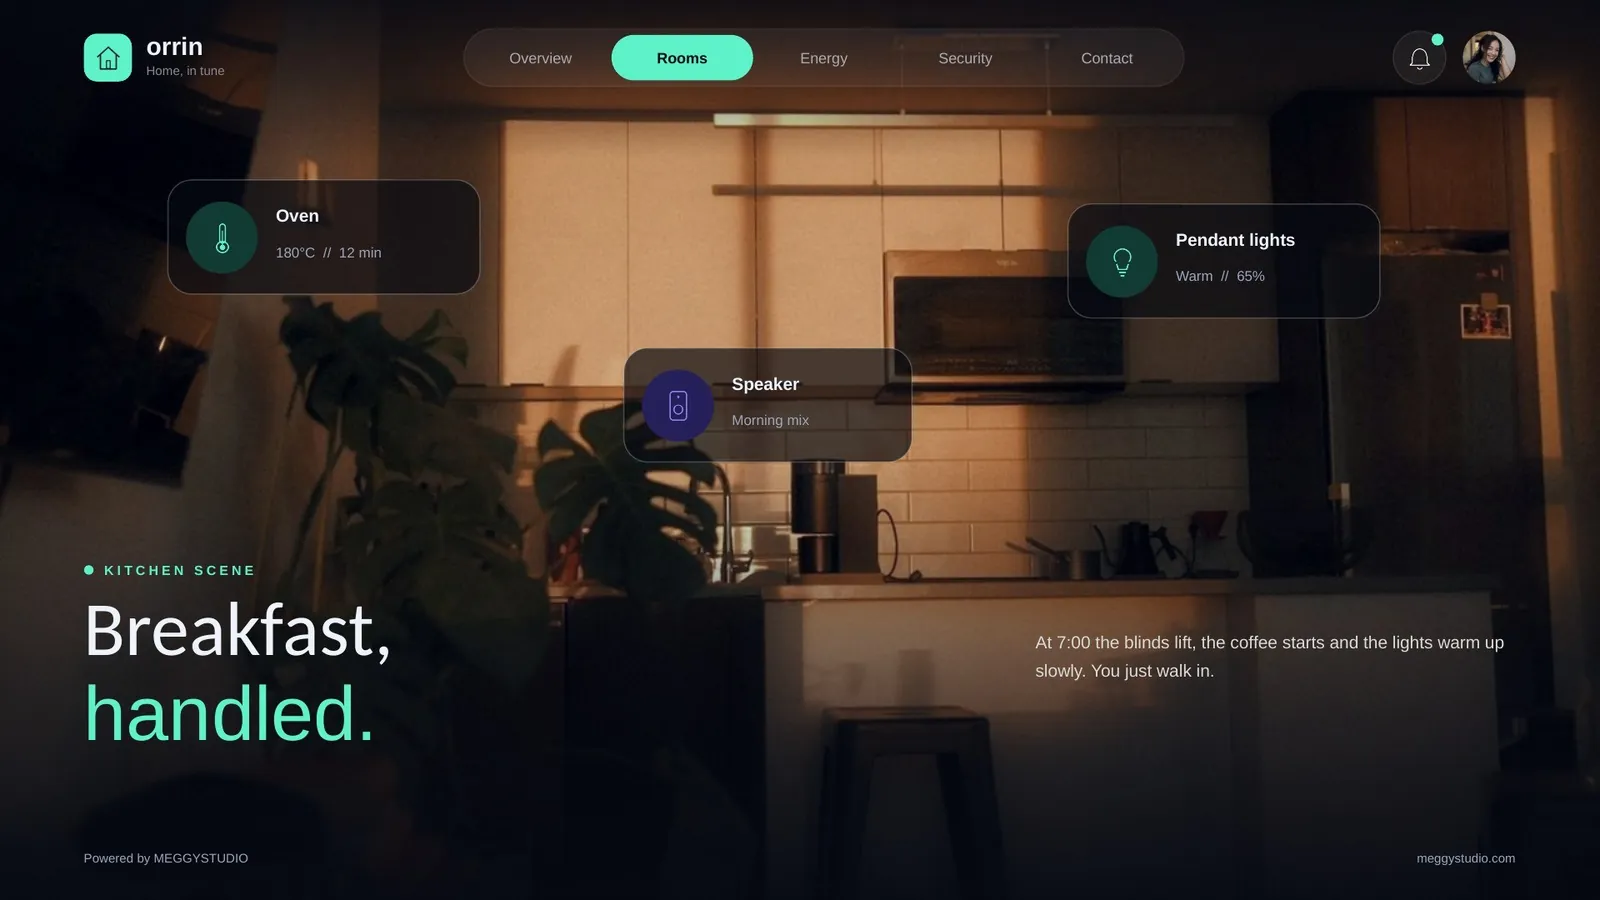 orrin
Home, in tune
Overview
Rooms
Energy
Security
Contact
Oven
180°C // 12 min
Pendant lights
Warm // 65%
Speaker
Morning mix
KITCHEN SCENE
Breakfast,
handled.
At 7:00 the blinds lift, the coffee starts and the lights warm up
slowly. You just walk in.
Powered by MEGGYSTUDIO
meggystudio.com